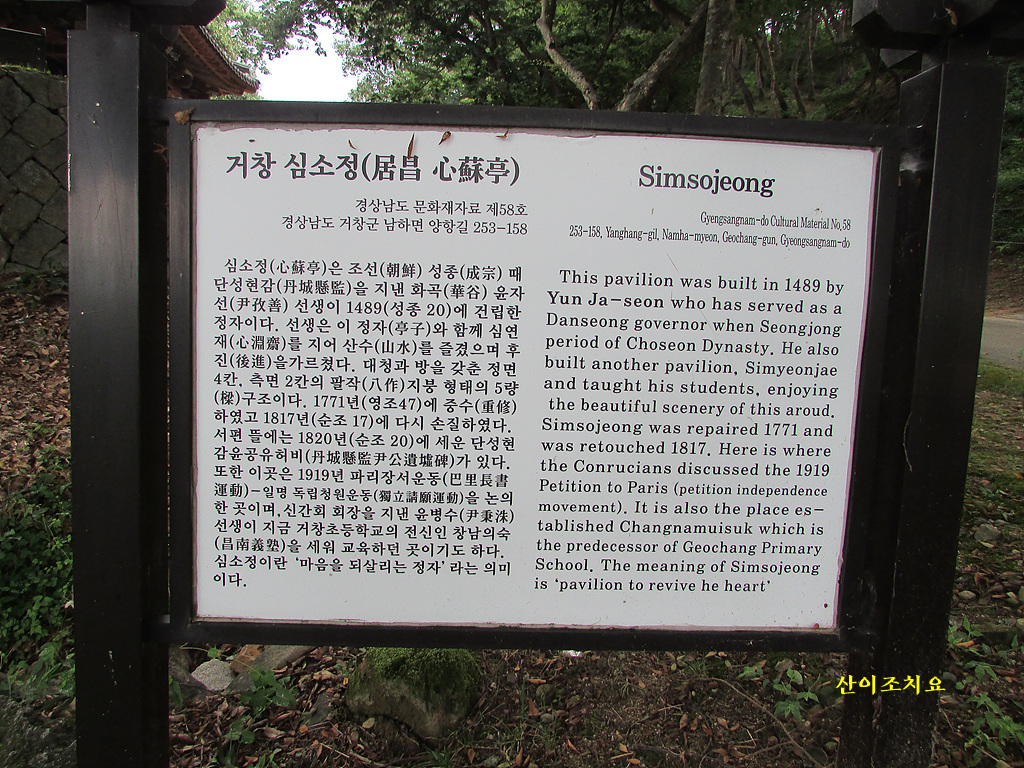 거창 심소정(居昌 心蘇亭)
경상남도 문화재자료 제58호
경상남도 거창군 남하면 양항길 253-158
심소정(心蘇亭)은 조선(朝鮮) 성종(成宗) 때
단성현감(丹城縣監)을 지낸 화곡(華谷) 윤자
선(尹孜善) 선생이 1489(성종 20)에 건립한
정자이다. 선생은 이 정자(亭子)와 함께 심연
재(心淵齋)를 지어 산수(山水)를 즐겼으며 후
진(後進)을가르쳤다. 대청과 방을 갖춘 정면
4칸, 측면 2칸의 팔작(八作)지붕 형태의 5량
(樑)구조이다. 1771년(영조47)에 중수(重修)
하였고 1817년(순조 17)에 다시 손질하였다.
서편 뜰에는 1820년(순조 20)에 세운 단성현
감윤공유허비(丹城縣監尹公遺墟碑)가 있다.
또한 이곳은 1919년 파리장서운동(巴里長書
運動)-일명 독립청원운동(獨立請願運動)을 논의
한 곳이며,신간회 회장을 지낸 윤병수(尹秉洙)
선생이 지금 거창초등학교의 전신인 창남의숙
(昌南義塾)을 세워 교육하던 곳이기도 하다.
심소정이란 ‘마음을 되살리는 정자’라는 의미
이다.
Simsojeong
Gyengsangnam-do Cultural Material No,58
253-158, Yanghang-gil, Namha-myeon, Geochang-gun, Gyeongsangnam-do
This pavilion was built in 1489 by
Yun Ja-seon who has served as a
Danseong governor when Seongjong
period of Choseon Dynasty. He also
built another pavilion, Simyeonjae
and taught his students, enjoying
the beautiful scenery of this aroud.
Simsojeong was repaired 1771 and
was retouched 1817. Here is where
the Conrucians discussed the 1919
Petition to Paris (petition independence
movement). It is also the place es-
tablished Changnamuisuk which is
the predecessor of Geochang Primary
School. The meaning of Simsojeong
is ‘pavilion to revive he heart’
산이조치요